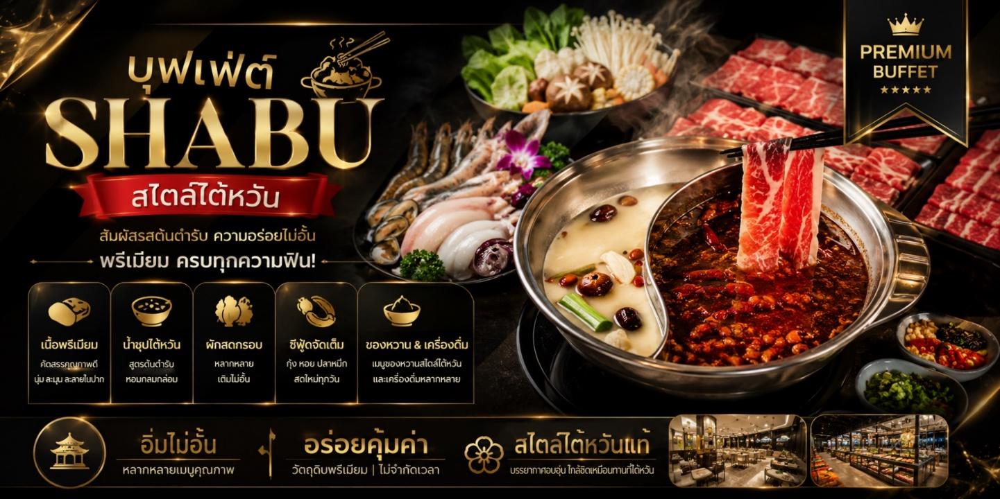 บุฟเฟ่ต์
SHABU
สไตล์ไต้หวัน
สัมผัสรสต้นตำรับ ความอร่อยไม่อั้น
พรีเมียม ครบทุกความฟิน!
PREMIUM
BUFFET
เนื้อพรีเมียม
คัดสรรคุณภาพดี
นุ่ม ละมุน ละลายในปาก
น้ำซุปไต้หวัน
สูตรต้นตำรับ
หอมกลมกล่อม
ผักสดกรอบ
หลากหลาย
เติมไม่อั้น
ซีฟู้ดจัดเต็ม
กุ้ง หอย ปลาหมึก
สดใหม่ทุกวัน
ของหวาน & เครื่องดื่ม
เมนูของหวานสไตล์ไต้หวัน
และเครื่องดื่มหลากหลาย
อิ่มไม่อั้น
หลากหลายเมนูคุณภาพ
อร่อยคุ้มค่า
วัตถุดิบพรีเมียม | ไม่จำกัดเวลา
สไตล์ไต้หวันแท้
บรรยากาศอบอุ่น ใกล้ชิดเหมือนทานที่ไต้หวัน